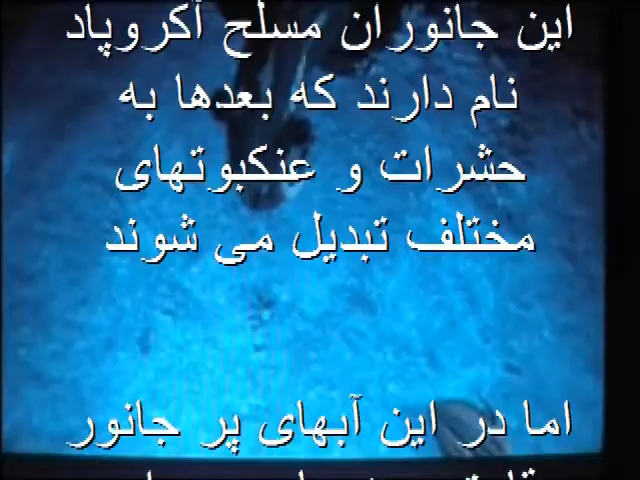 این جانوران مسلح آکروپاد
نام دارند که بعدها به
حشرات و عنکبوتهای
مختلف تبدیل می شوند
اما در این آبهای پر جانور